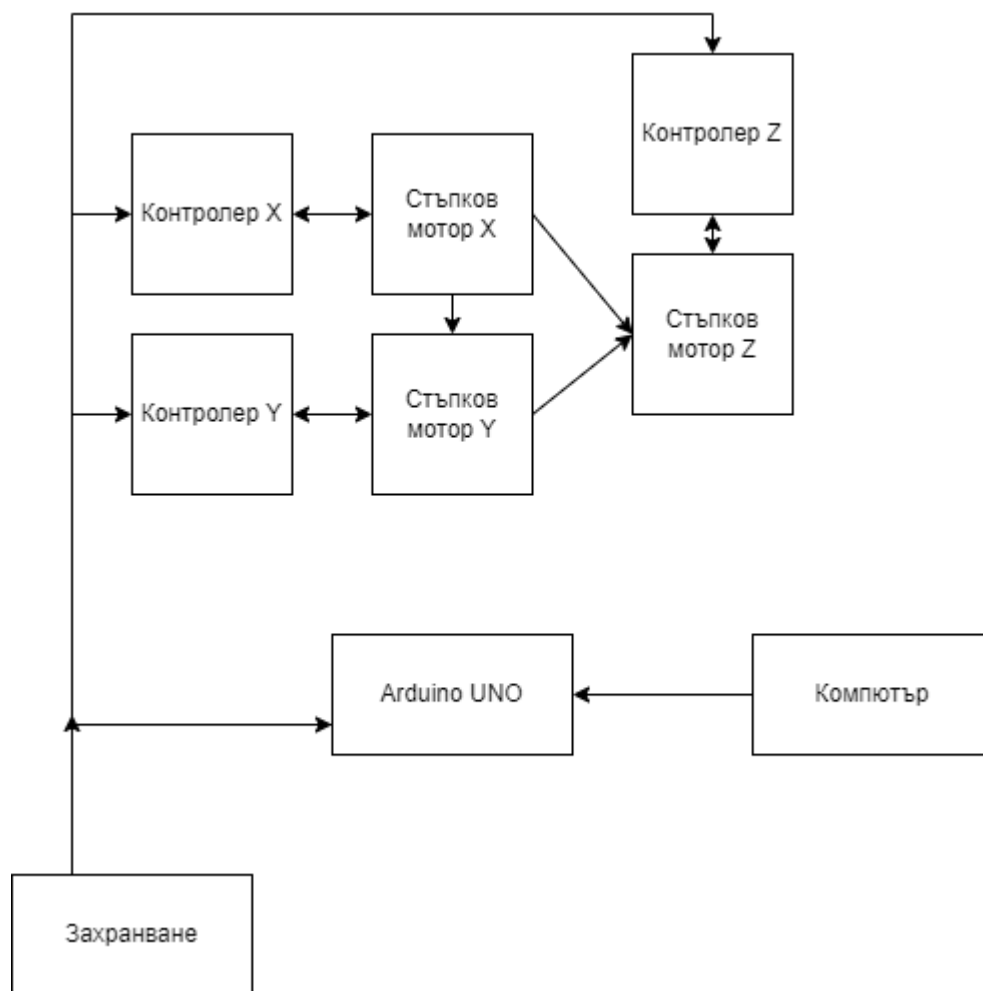 Контролер Z
Контролер X
Стъпков
мотор X
Стъпков
мотор Z
Контролер Y
Стъпков
мотор Y
Arduino UNO
Компютър
Захранване